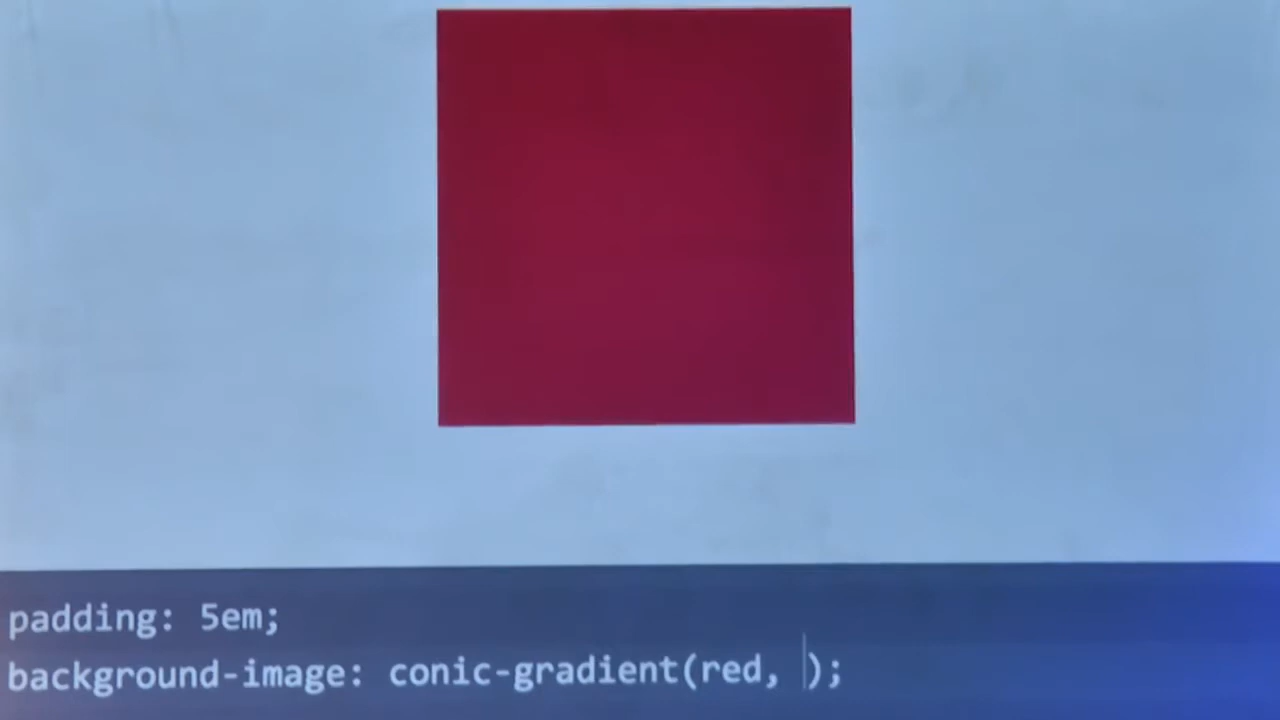 padding: 5em;
background-image: conic-gradient(red, );